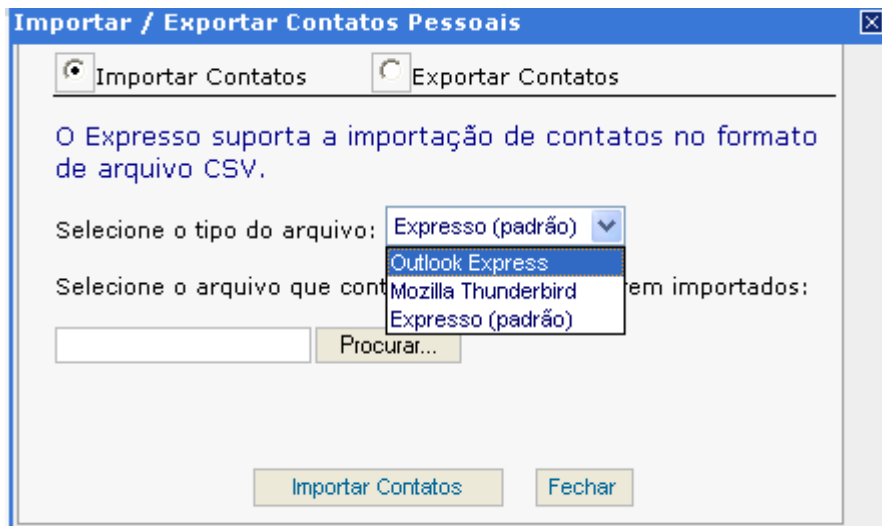 Importar / Exportar Contatos Pessoais
Importar Contatos Exportar Contatos
O Expresso suporta a importação de contatos no formato
de arquivo CSV.
Selecione o tipo do arquivo: Expresso (padrão)
Outlook Express
Selecione o arquivo que cont Mozilla Thunderbird rem importados:
Expresso (padrão)
Procurar...
Importar Contatos Fechar